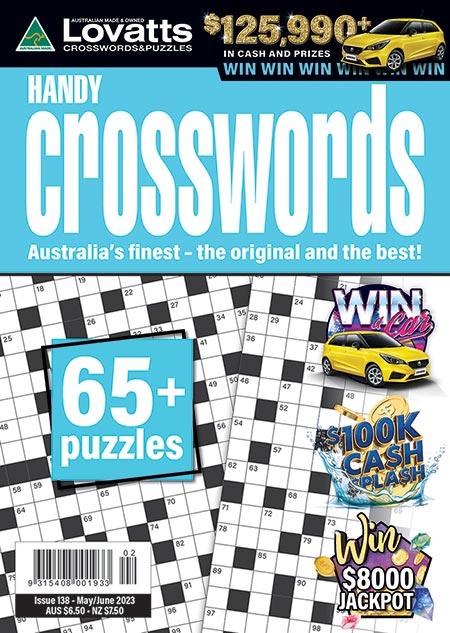 AUSTRALIAN MADE & OWNED
Lovatts
CROSSWORDS&PUZZLES
AUSTRALIAN MADE
$125,990+
IN CASH AND PRIZES
WIN WIN WIN WIN WIN WIN
HANDY
crosswords
Australia's finest – the original and the best!
WIN
a Car
65+
puzzles
$100K
CASH
SPLASH
Win
$8000
JACKPOT
02
9 315408 001933
Issue 138 - May/June 2023
AUS $6.50 - NZ $7.50